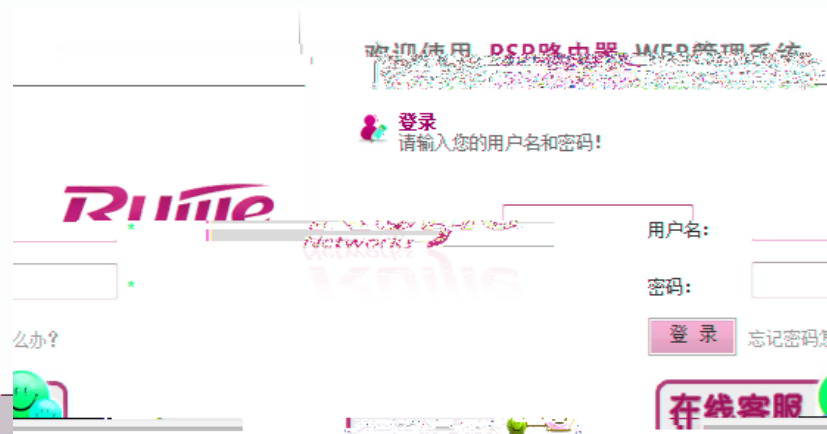 欢迎使用 RSR路由器 WEB管理系统
登录
请输入您的用户名和密码!
*
Networks
用户名:
*
密码:
么办?
登 录
忘记密码怎
在线客服